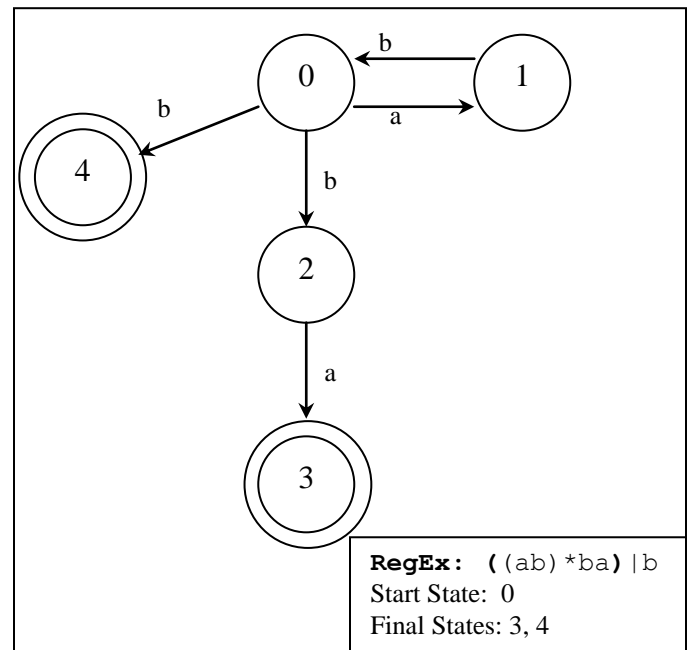 b
0
1
a
b
4
b
2
a
3
RegEx: ((ab)*ba)|b
Start State: 0
Final States: 3, 4